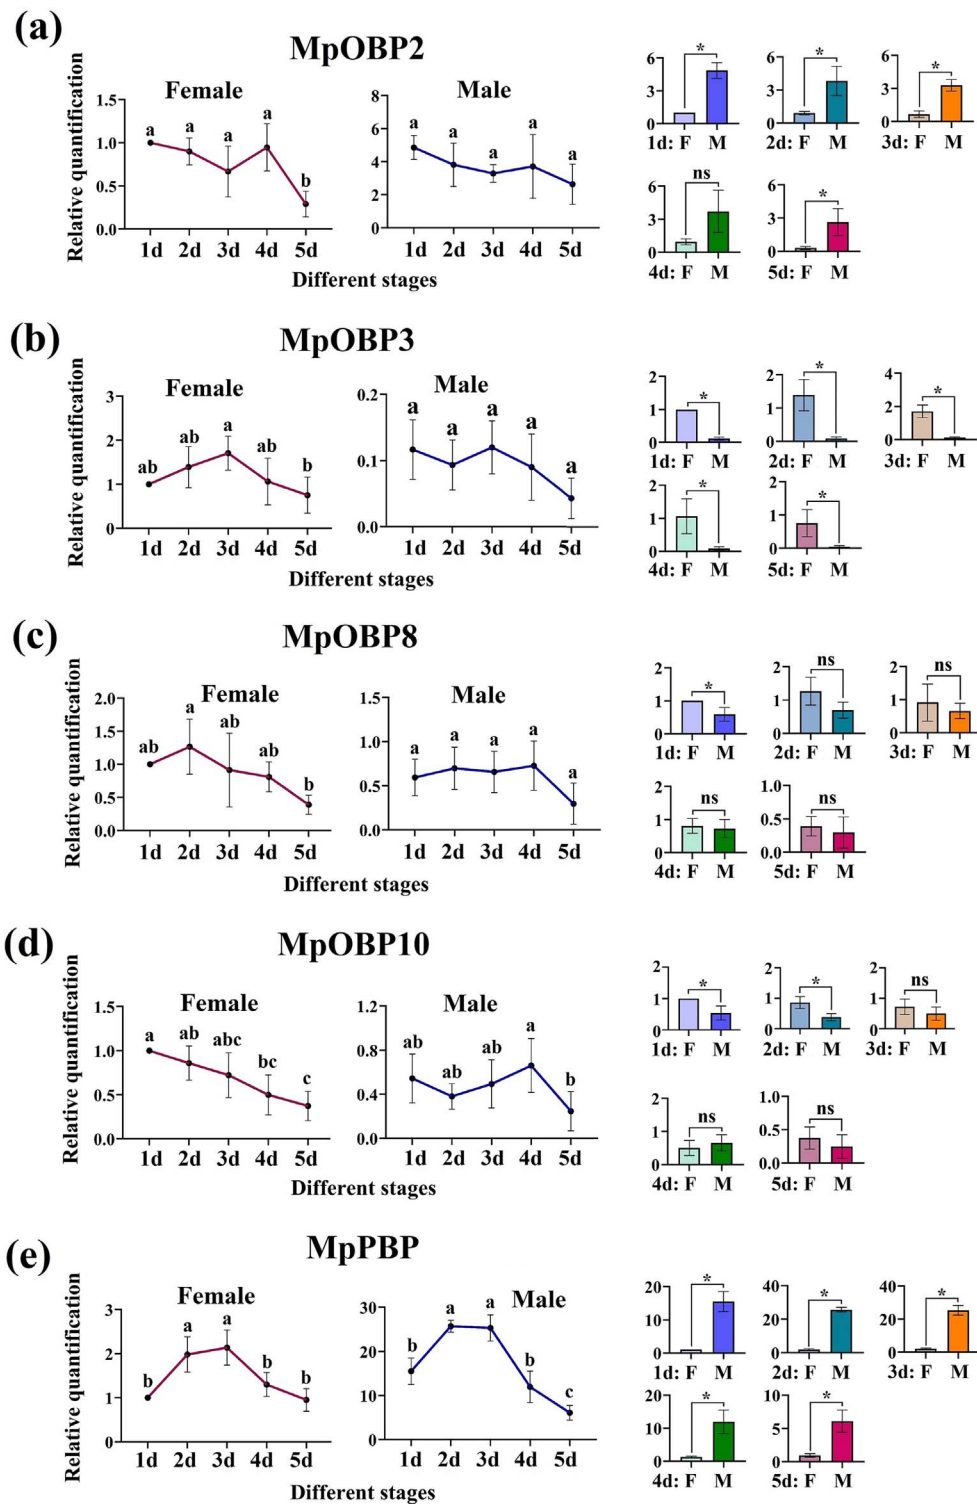 (a)
MpOBP2
Female
Male
Relative quantification
1.5
1.0
0.5
0.0
a a a a b
1d 2d 3d 4d 5d
8
6
4
2
0
a a a a a
1d 2d 3d 4d 5d
Different stages
6
3
0
*
1d: F M
6
3
0
*
2d: F M
6
3
0
*
3d: F M
6
3
0
ns
4d: F M
6
3
0
*
5d: F M
(b)
MpOBP3
Female
Male
Relative quantification
3
2
1
0
ab ab a ab b
1d 2d 3d 4d 5d
0.2
0.1
0.0
a a a a a
1d 2d 3d 4d 5d
Different stages
2
1
0
*
1d: F M
2
1
0
*
2d: F M
4
2
0
*
3d: F M
2
1
0
*
4d: F M
2
1
0
*
5d: F M
(c)
MpOBP8
Female
Male
Relative quantification
2.0
1.5
1.0
0.5
0.0
ab a ab ab b
1d 2d 3d 4d 5d
1.5
1.0
0.5
0.0
a a a a a
1d 2d 3d 4d 5d
Different stages
2
1
0
*
1d: F M
2
1
0
ns
2d: F M
2
1
0
ns
3d: F M
2
1
0
ns
4d: F M
1.0
0.5
0.0
ns
5d: F M
(d)
MpOBP10
Female
Male
Relative quantification
1.5
1.0
0.5
0.0
a ab abc bc c
1d 2d 3d 4d 5d
1.2
0.8
0.4
0.0
ab ab ab a b
1d 2d 3d 4d 5d
Different stages
2
1
0
*
1d: F M
2
1
0
*
2d: F M
2
1
0
ns
3d: F M
2
1
0
ns
4d: F M
1.0
0.5
0.0
ns
5d: F M
(e)
MpPBP
Female
Male
Relative quantification
3
2
1
0
b a a b b
1d 2d 3d 4d 5d
30
20
10
0
b a a b c
1d 2d 3d 4d 5d
Different stages
20
10
0
*
1d: F M
40
20
0
*
2d: F M
40
20
0
*
3d: F M
20
10
0
*
4d: F M
10
5
0
*
5d: F M